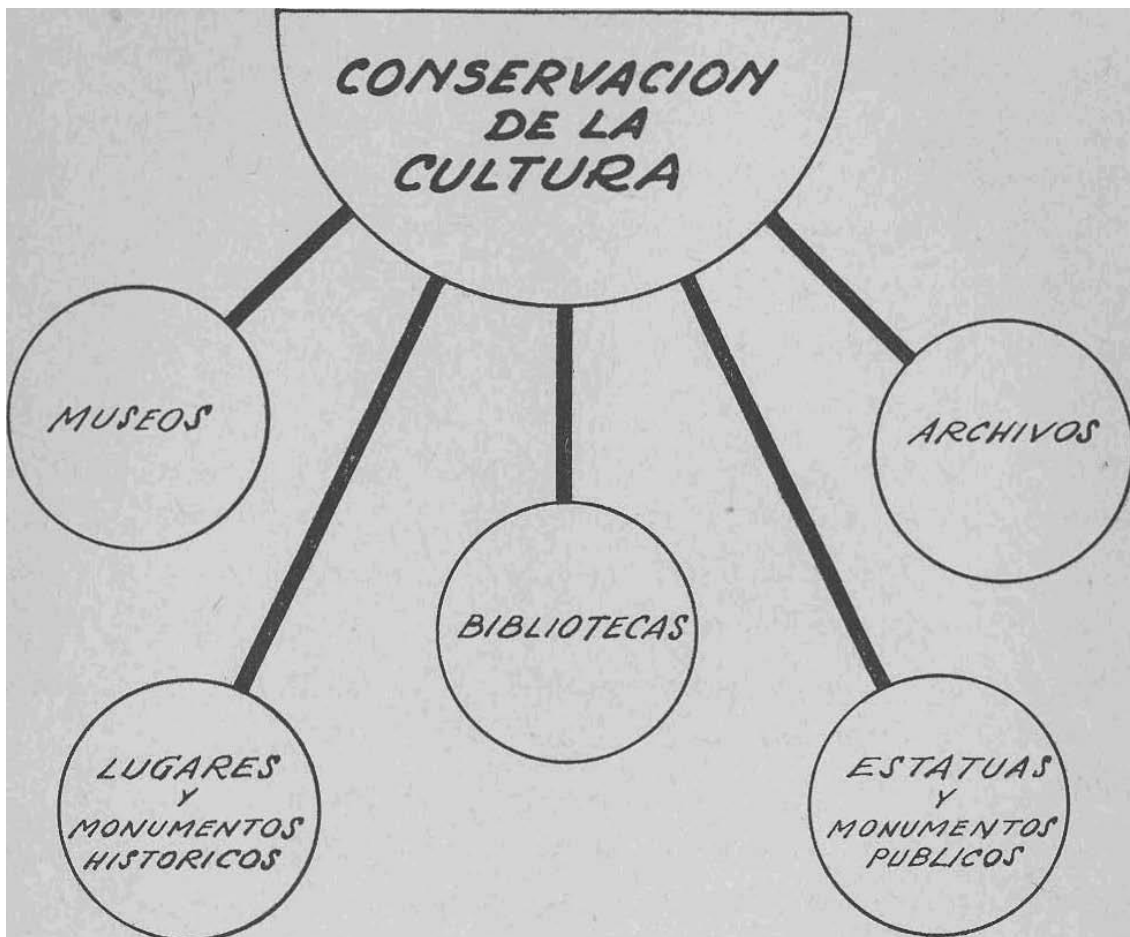 CONSERVACION
DE LA
CULTURA
MUSEOS
ARCHIVOS
BIBLIOTECAS
LUGARES
Y
MONUMENTOS
HISTORICOS
ESTATUAS
Y
MONUMENTOS
PUBLICOS